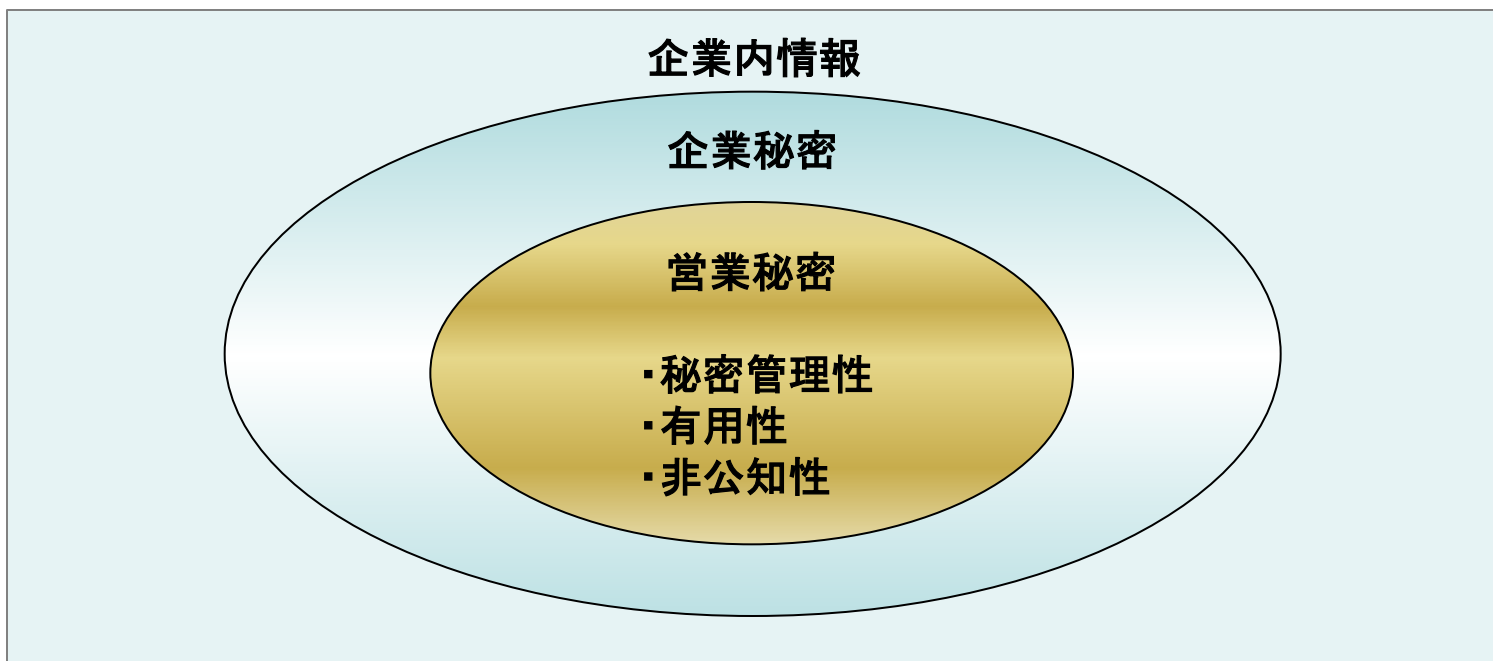 企業内情報
企業秘密
営業秘密
・秘密管理性
・有用性
・非公知性